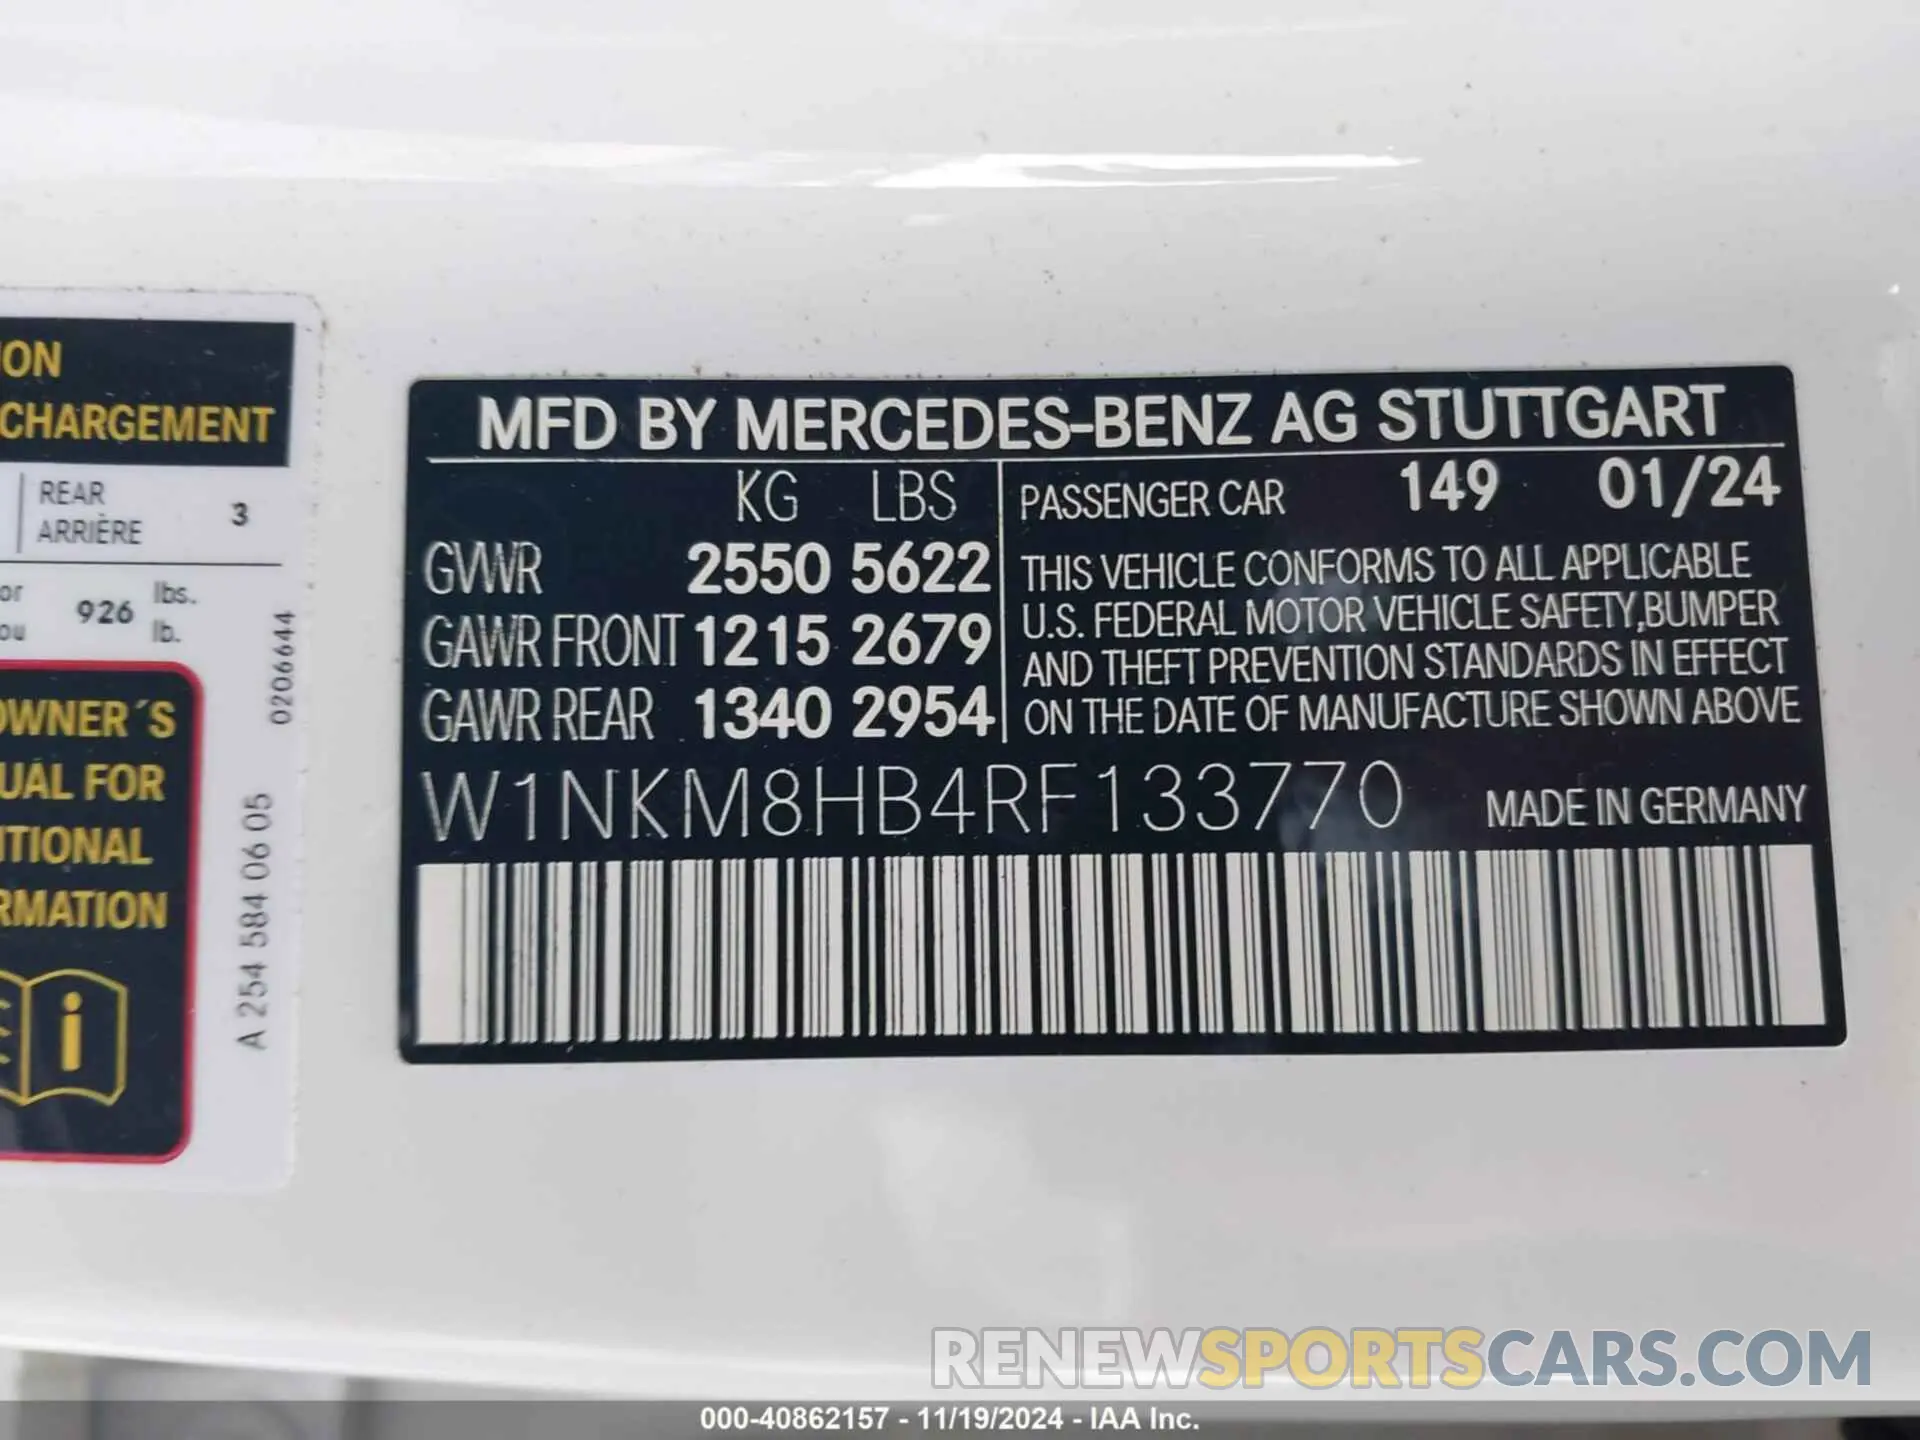 ION
CHARGEMENT
REAR
ARRIÈRE
3
or
ou
926
lbs.
lb.
OWNER´S
UAL FOR
ITIONAL
RMATION
i
A 254 584 06 05
0206644
MFD BY MERCEDES-BENZ AG STUTTGART
KG LBS
GVWR 2550 5622
GAWR FRONT 1215 2679
GAWR REAR 1340 2954
PASSENGER CAR 149 01/24
THIS VEHICLE CONFORMS TO ALL APPLICABLE
U.S. FEDERAL MOTOR VEHICLE SAFETY,BUMPER
AND THEFT PREVENTION STANDARDS IN EFFECT
ON THE DATE OF MANUFACTURE SHOWN ABOVE
W1NKM8HB4RF133770 MADE IN GERMANY
RENEWSPORTSCARS.COM
000-40862157 - 11/19/2024 - IAA Inc.